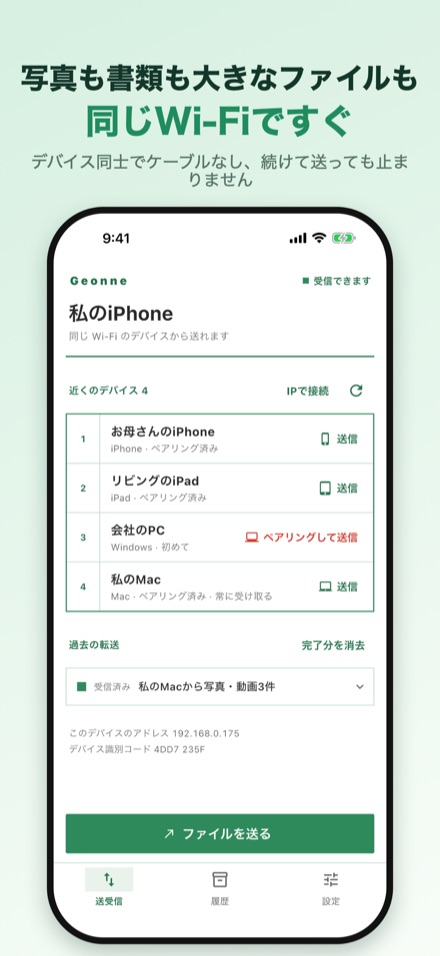 写真も書類も大きなファイルも
同じWi-Fiですぐ
デバイス同士でケーブルなし、続けて送っても止ま
りません
9:41
Geonne
受信できます
私のiPhone
同じ Wi-Fi のデバイスから送れます
近くのデバイス 4
IPで接続
1
お母さんのiPhone
iPhone · ペアリング済み
送信
2
リビングのiPad
iPad · ペアリング済み
送信
3
会社のPC
Windows · 初めて
ペアリングして送信
4
私のMac
Mac · ペアリング済み · 常に受け取る
送信
過去の転送
完了分を消去
受信済み 私のMacから写真・動画3件
このデバイスのアドレス 192.168.0.175
デバイス識別コード 4DD7 235F
ファイルを送る
送受信
履歴
設定